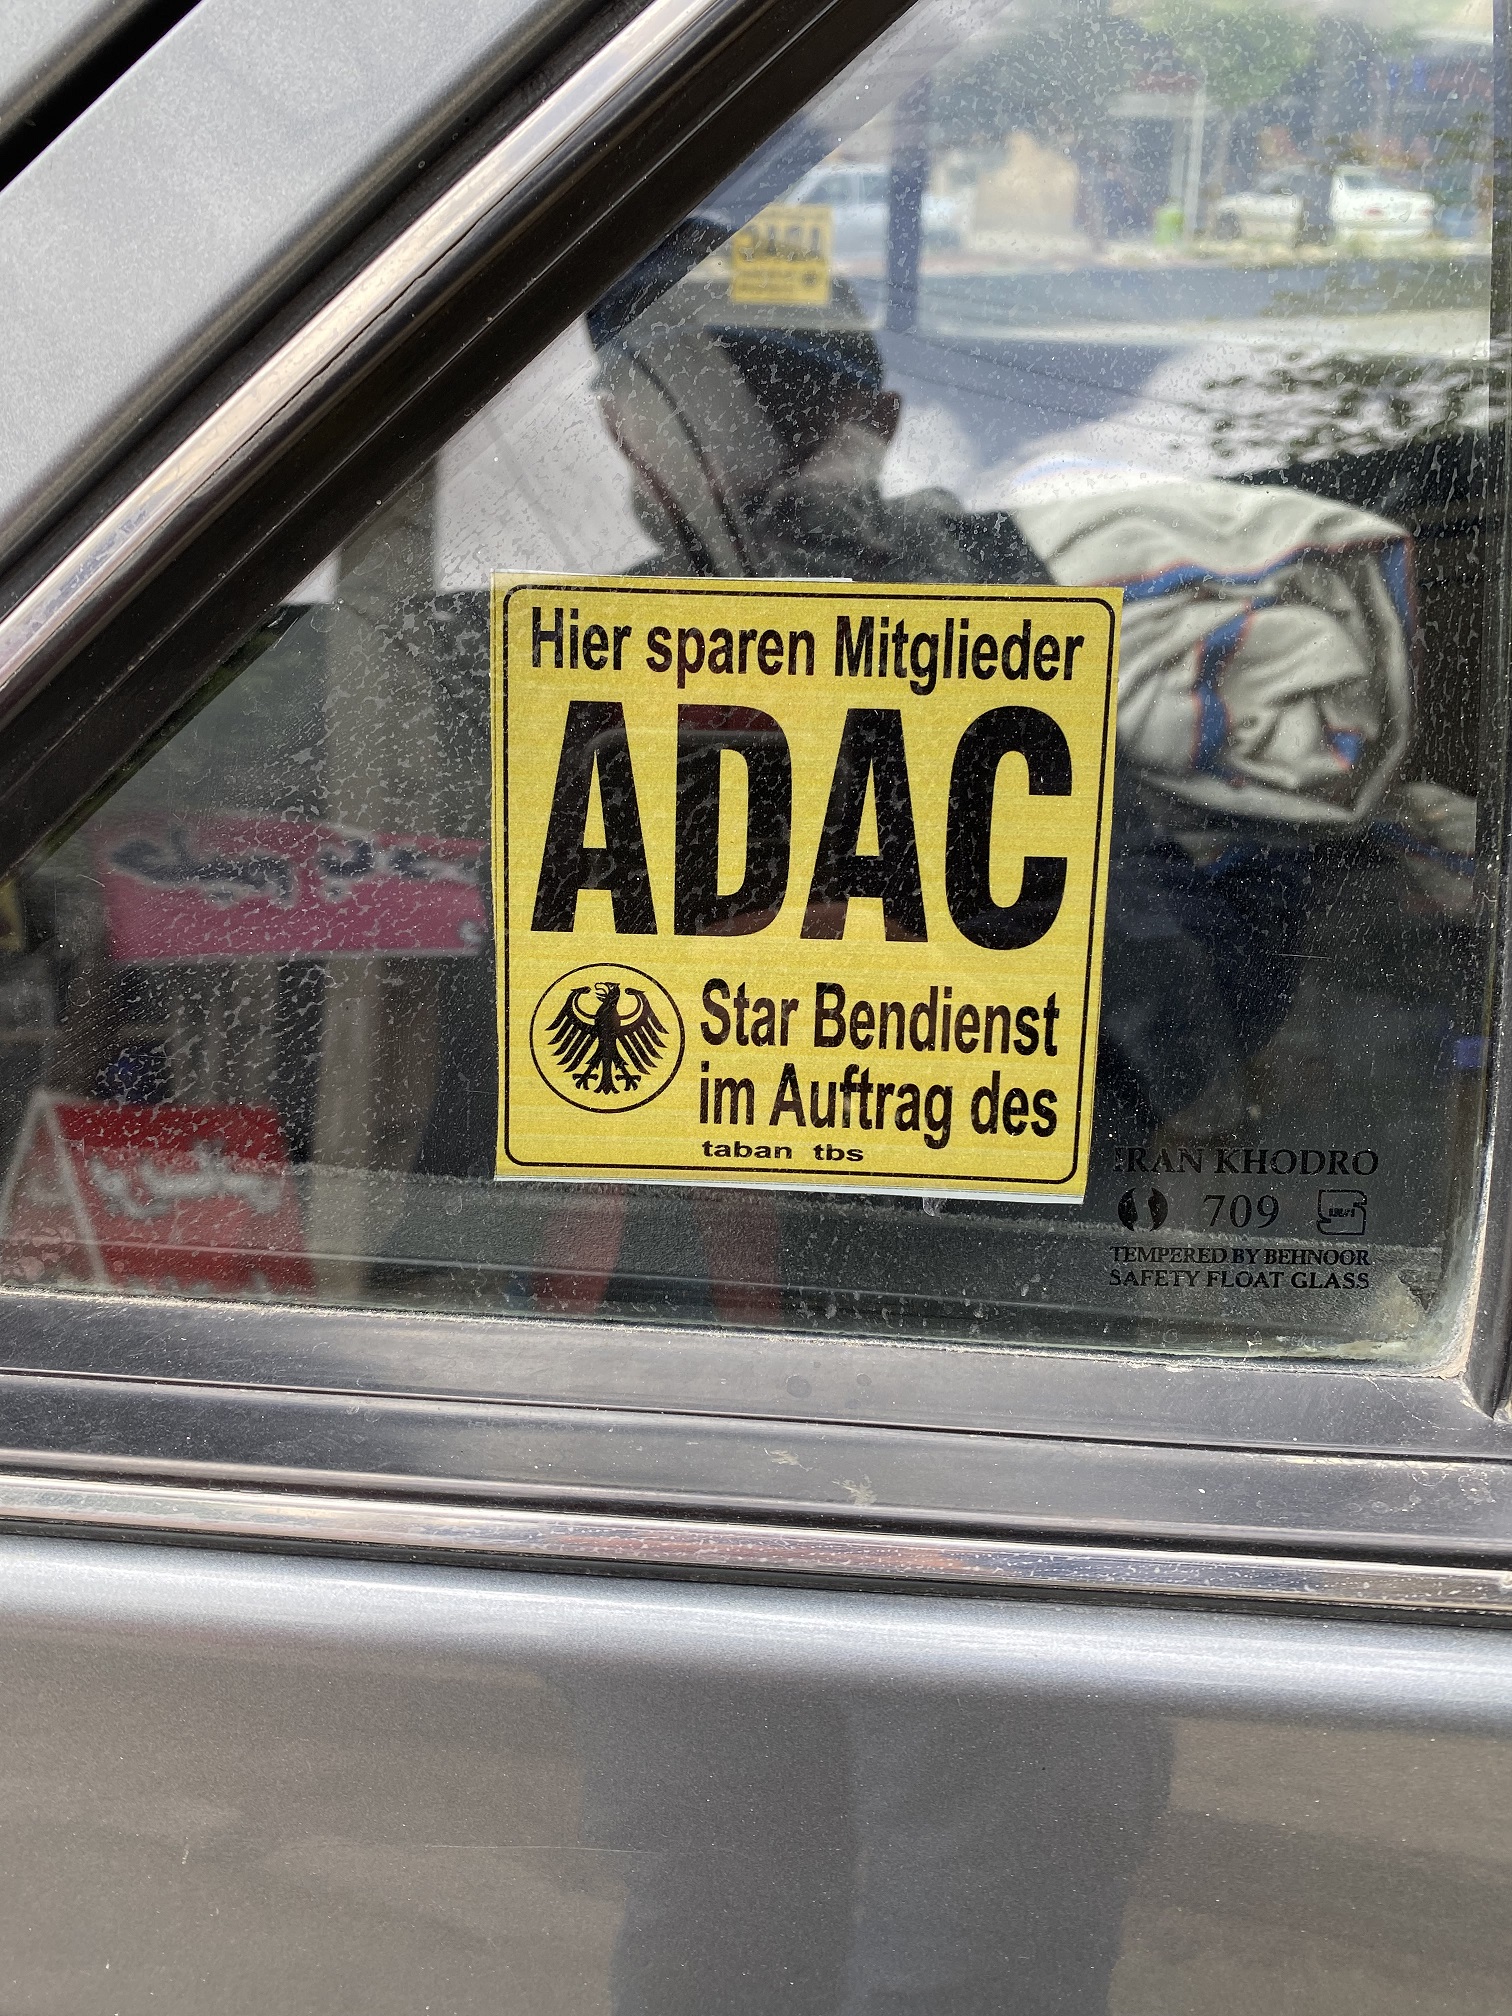 Hier sparen Mitglieder
ADAC
Star Bendienst
im Auftrag des
taban tbs
IRAN KHODRO
709
TEMPERED BY BEHNOOR
SAFETY FLOAT GLASS